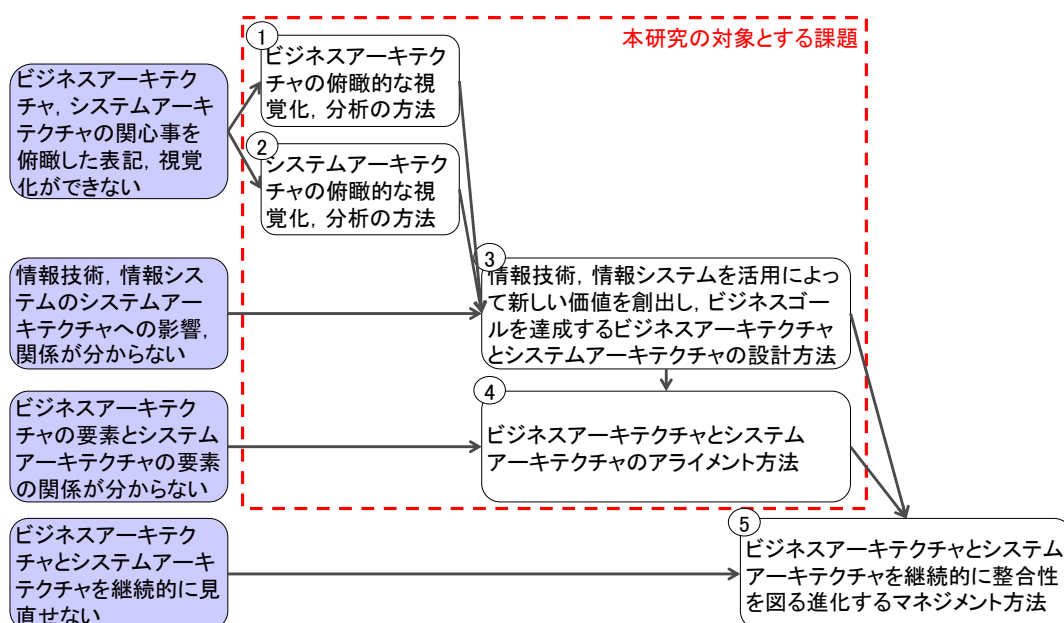 本研究の対象とする課題
ビジネスアーキテク
チャ, システムアーキ
テクチャの関心事を
俯瞰した表記, 視覚
化ができない
1
ビジネスアーキテク
チャの俯瞰的な視
覚化, 分析の方法
2
システムアーキテク
チャの俯瞰的な視
覚化, 分析の方法
情報技術, 情報シス
テムのシステムアー
キテクチャへの影響,
関係が分からない
3
情報技術, 情報システムを活用によっ
て新しい価値を創出し, ビジネスゴー
ルを達成するビジネスアーキテクチャ
とシステムアーキテクチャの設計方法
ビジネスアーキテク
チャの要素とシステム
アーキテクチャの要素
の関係が分からない
4
ビジネスアーキテクチャとシステム
アーキテクチャのアライメント方法
ビジネスアーキテク
チャとシステムアーキ
テクチャを継続的に見
直せない
5
ビジネスアーキテクチャとシステム
アーキテクチャを継続的に整合性
を図る進化するマネジメント方法